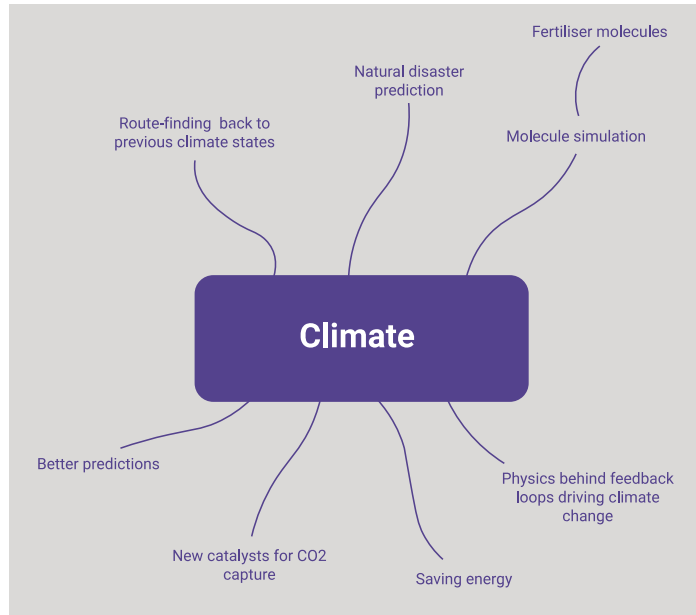 Fertiliser molecules
Natural disaster
prediction
Route-finding back to
previous climate states
Molecule simulation
Climate
Better predictions
Physics behind feedback
loops driving climate
change
New catalysts for CO2
capture
Saving energy